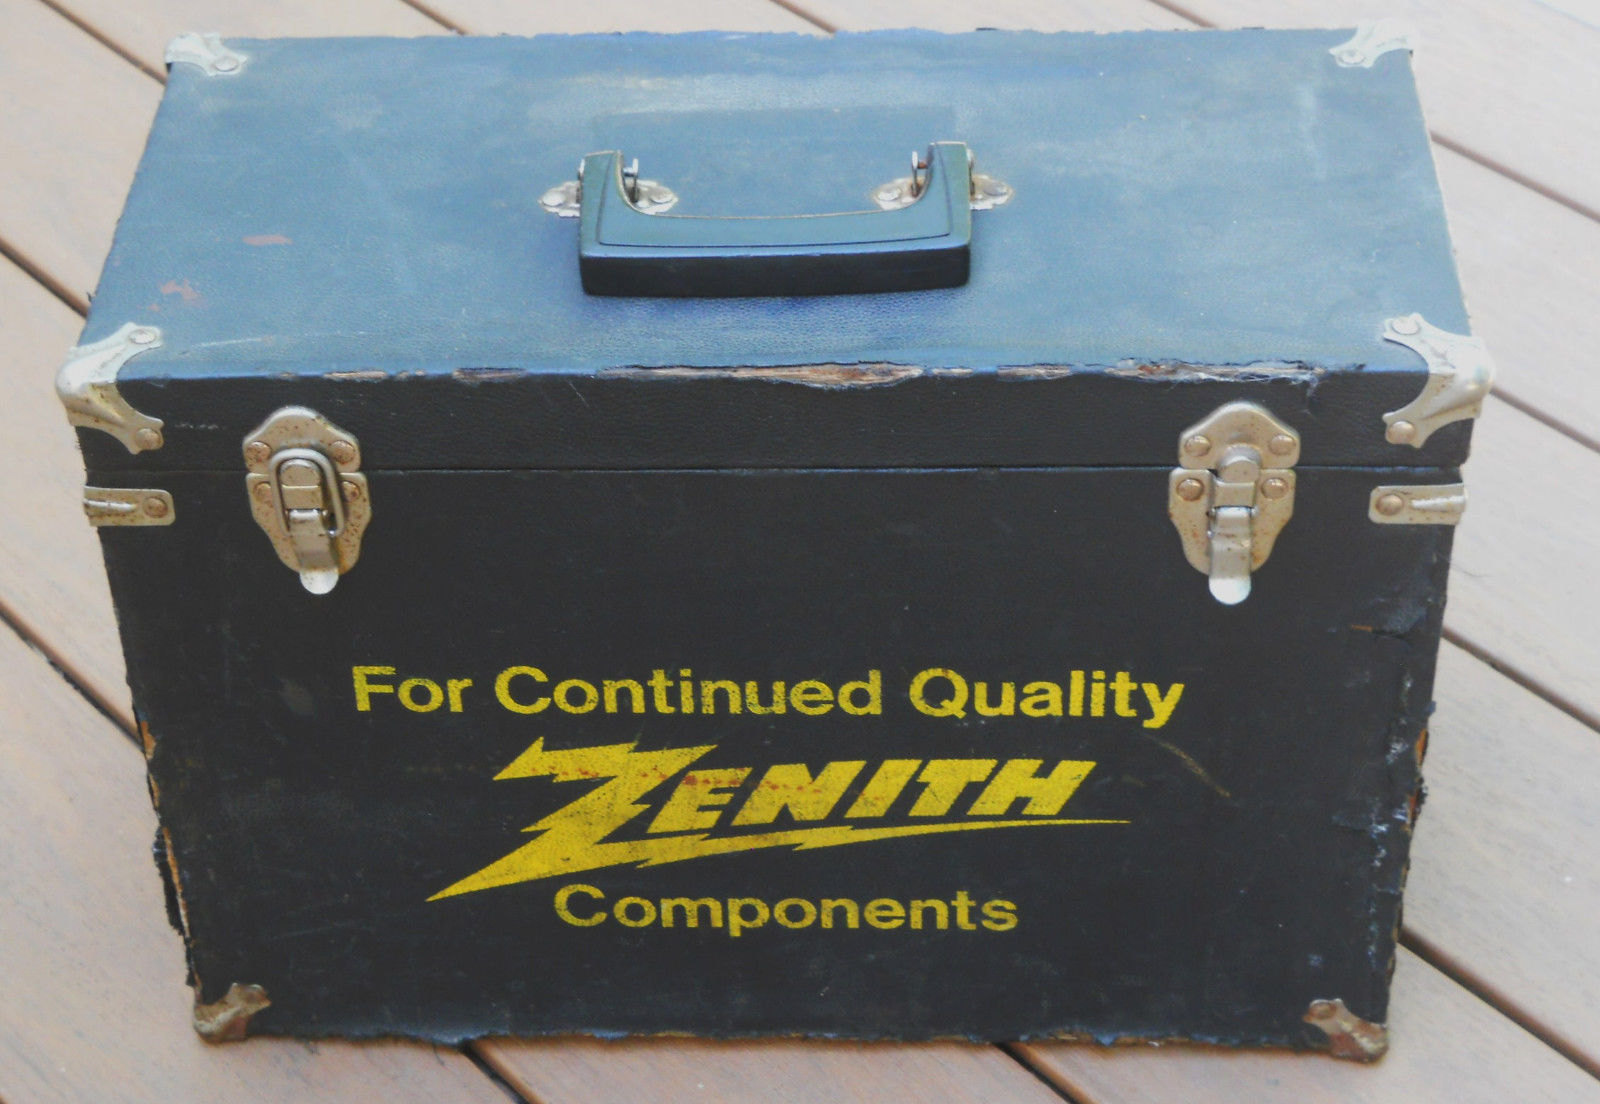 For Continued Quality
ZENITH
Components